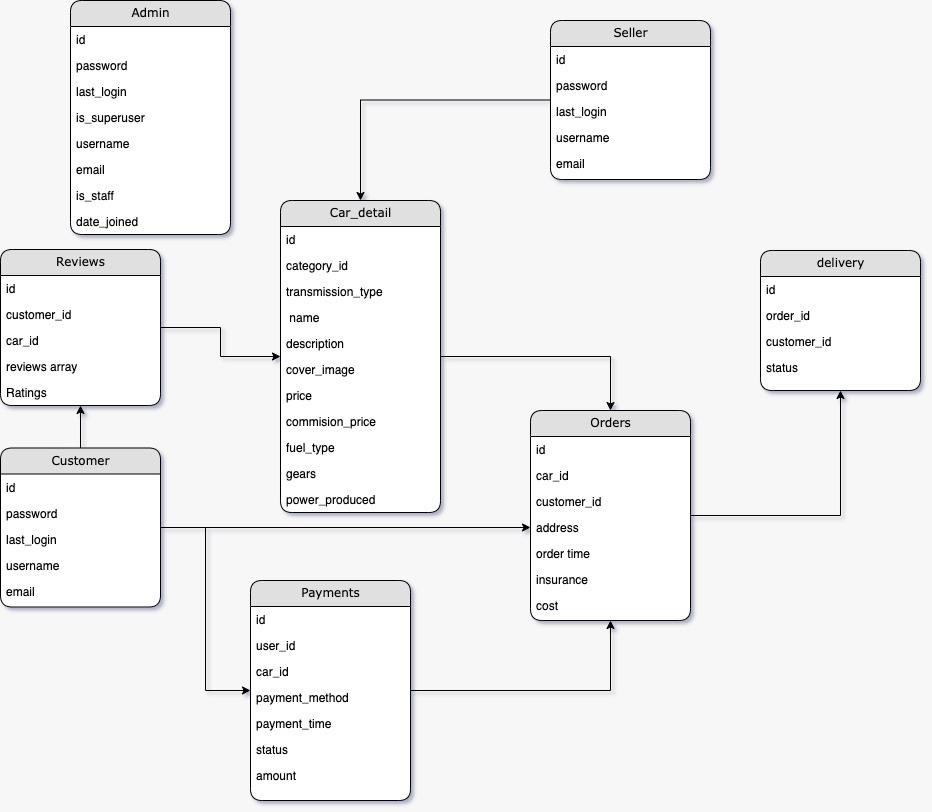 Admin
id
password
last_login
is_superuser
username
email
is_staff
date_joined
Seller
id
password
last_login
username
email
Car_detail
id
category_id
transmission_type
name
description
cover_image
price
commision_price
fuel_type
gears
power_produced
Reviews
id
customer_id
car_id
reviews array
Ratings
delivery
id
order_id
customer_id
status
Customer
id
password
last_login
username
email
Orders
id
car_id
customer_id
address
order time
insurance
cost
Payments
id
user_id
car_id
payment_method
payment_time
status
amount